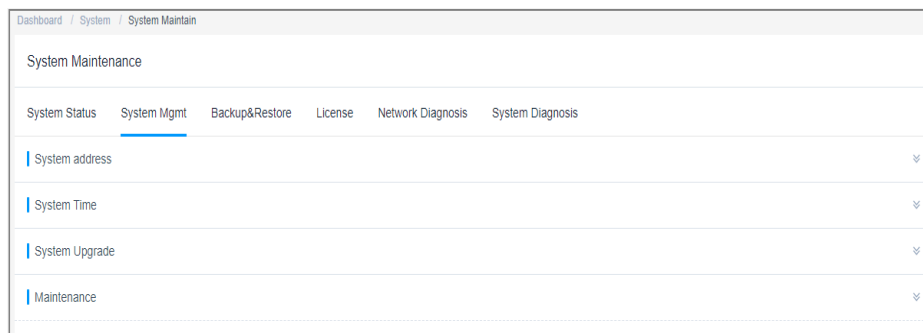 Dashboard / System / System Maintain
System Maintenance
System Status System Mgmt Backup&Restore License Network Diagnosis System Diagnosis
System address
System Time
System Upgrade
Maintenance